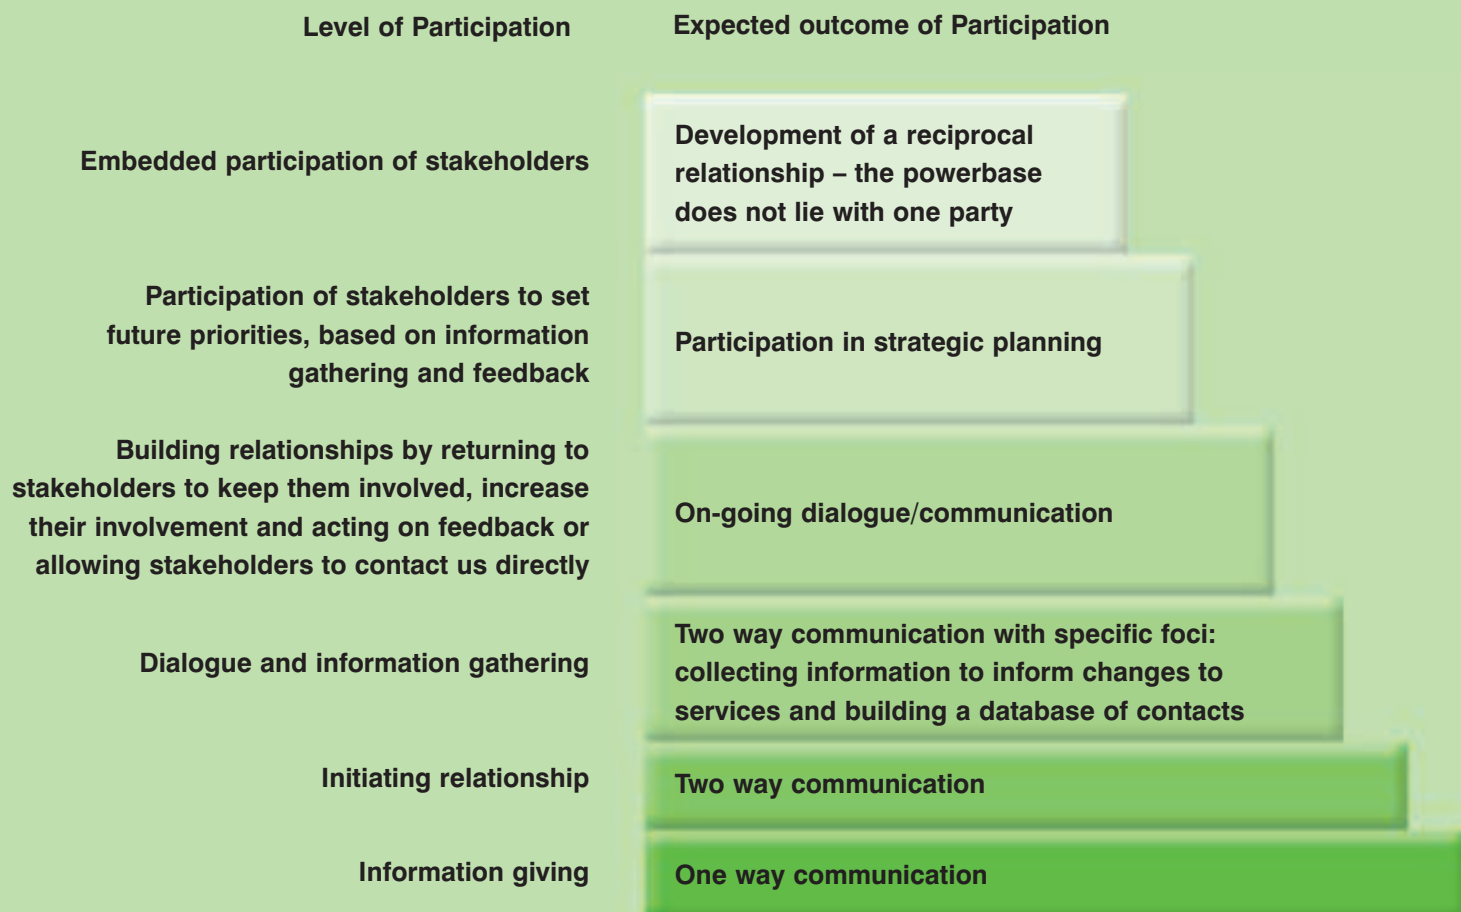 Level of Participation
Expected outcome of Participation
Embedded participation of stakeholders
Development of a reciprocal
relationship – the powerbase
does not lie with one party
Participation of stakeholders to set
future priorities, based on information
gathering and feedback
Participation in strategic planning
Building relationships by returning to
stakeholders to keep them involved, increase
their involvement and acting on feedback or
allowing stakeholders to contact us directly
On-going dialogue/communication
Dialogue and information gathering
Two way communication with specific foci:
collecting information to inform changes to
services and building a database of contacts
Initiating relationship
Two way communication
Information giving
One way communication